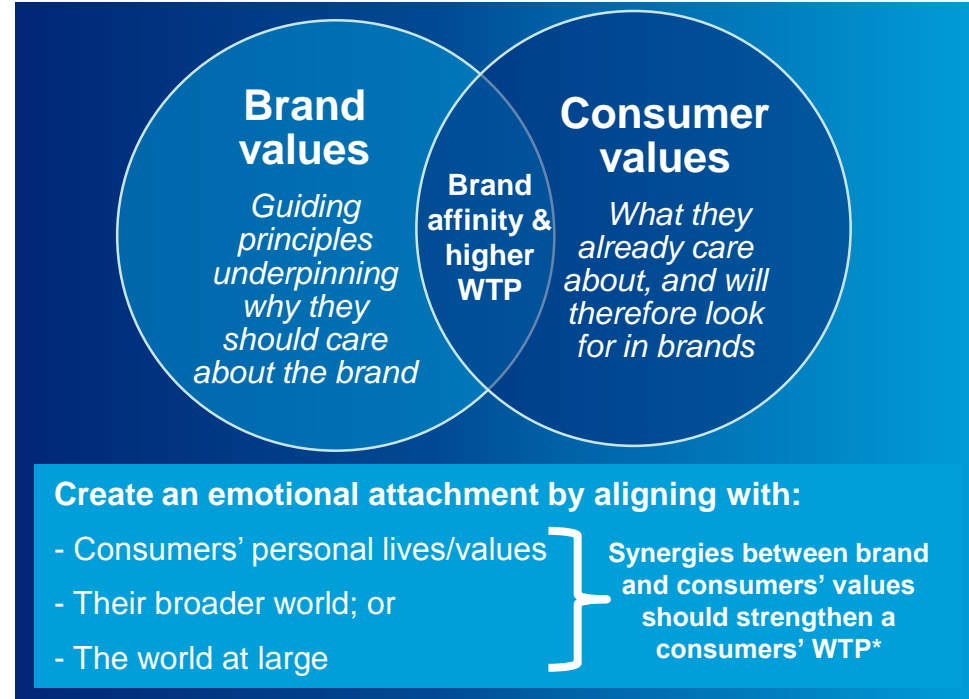 Brand
values
Guiding
principles
underpinning
why they
should care
about the brand
Brand
affinity &
higher
WTP
Consumer
values
What they
already care
about, and will
therefore look
for in brands
Create an emotional attachment by aligning with:
- Consumers’ personal lives/values
- Their broader world; or
- The world at large
Synergies between brand
and consumers’ values
should strengthen a
consumers’ WTP*